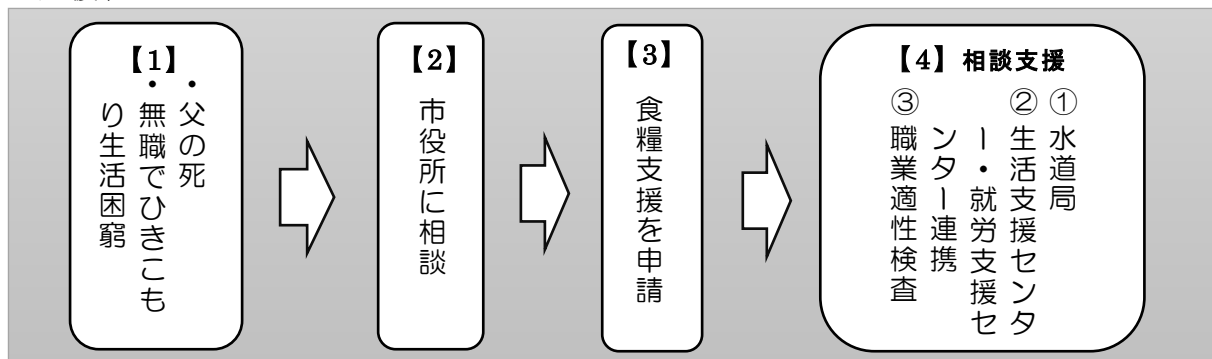 【1】
・父の死
・無職でひきこも
り生活困窮
【2】
市役所に相談
【3】
食糧支援を申請
【4】相談支援
①水道局
②生活支援センタ
ー・就労支援セ
ンター連携
③職業適性検査